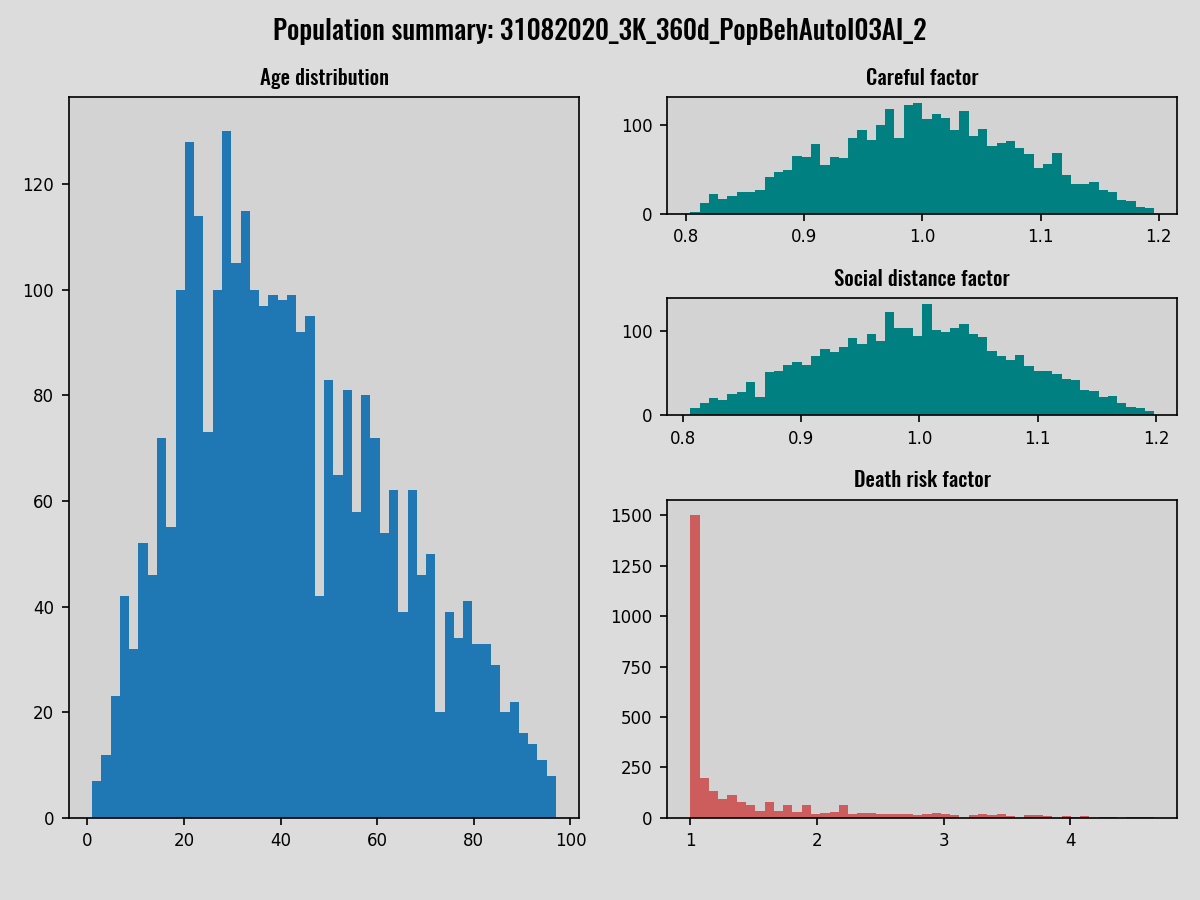 Population summary: 31082020_3K_360d_PopBehAutoIO3AI_2
Age distribution
120
100
80
60
40
20
0
0 20 40 60 80 100
Careful factor
100
0
0.8 0.9 1.0 1.1 1.2
Social distance factor
100
0
0.8 0.9 1.0 1.1 1.2
Death risk factor
1500
1250
1000
750
500
250
0
1 2 3 4